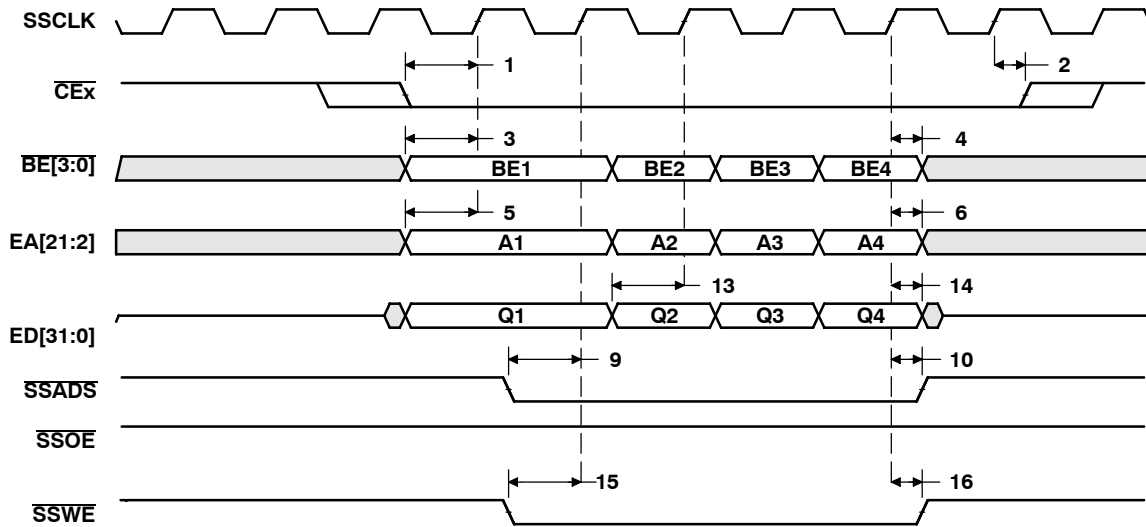 SSCLK
1 2
CEx
3 4
BE[3:0] BE1 BE2 BE3 BE4
5 6
EA[21:2] A1 A2 A3 A4
13 14
ED[31:0] Q1 Q2 Q3 Q4
9 10
SSADS
SSOE
15 16
SSWE